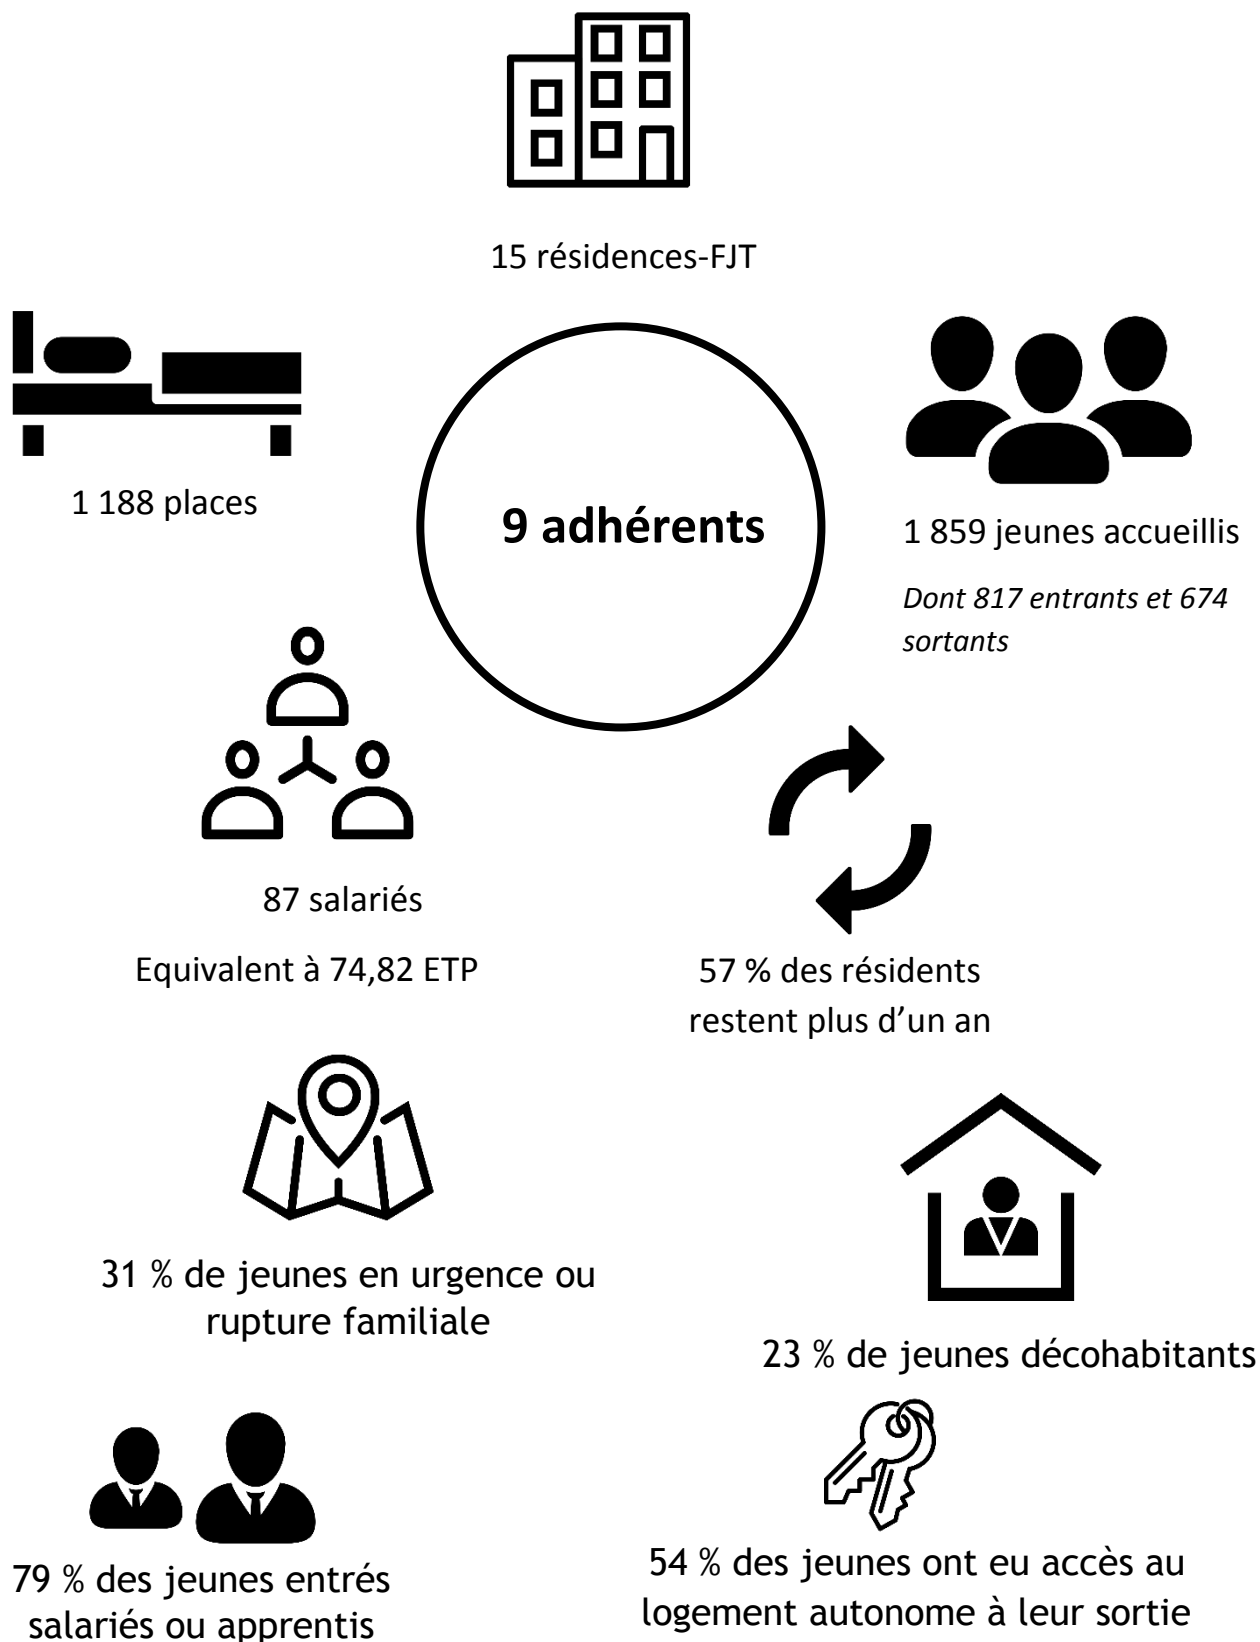 15 résidences-FJT
1 188 places
9 adhérents
1 859 jeunes accueillis
Dont 817 entrants et 674
sortants
87 salariés
Equivalent à 74,82 ETP
57 % des résidents
restent plus d’un an
31 % de jeunes en urgence ou
rupture familiale
23 % de jeunes décohabitants
79 % des jeunes entrés
salariés ou apprentis
54 % des jeunes ont eu accès au
logement autonome à leur sortie